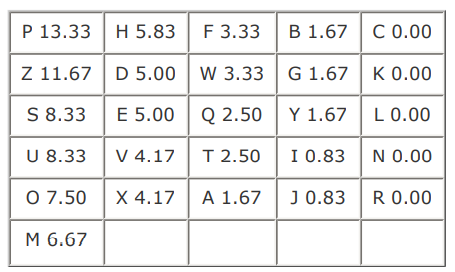 P 13.33 H 5.83 F 3.33 B 1.67 C 0.00
Z 11.67 D 5.00 W 3.33 G 1.67 K 0.00
S 8.33 E 5.00 Q 2.50 Y 1.67 L 0.00
U 8.33 V 4.17 T 2.50 I 0.83 N 0.00
O 7.50 X 4.17 A 1.67 J 0.83 R 0.00
M 6.67